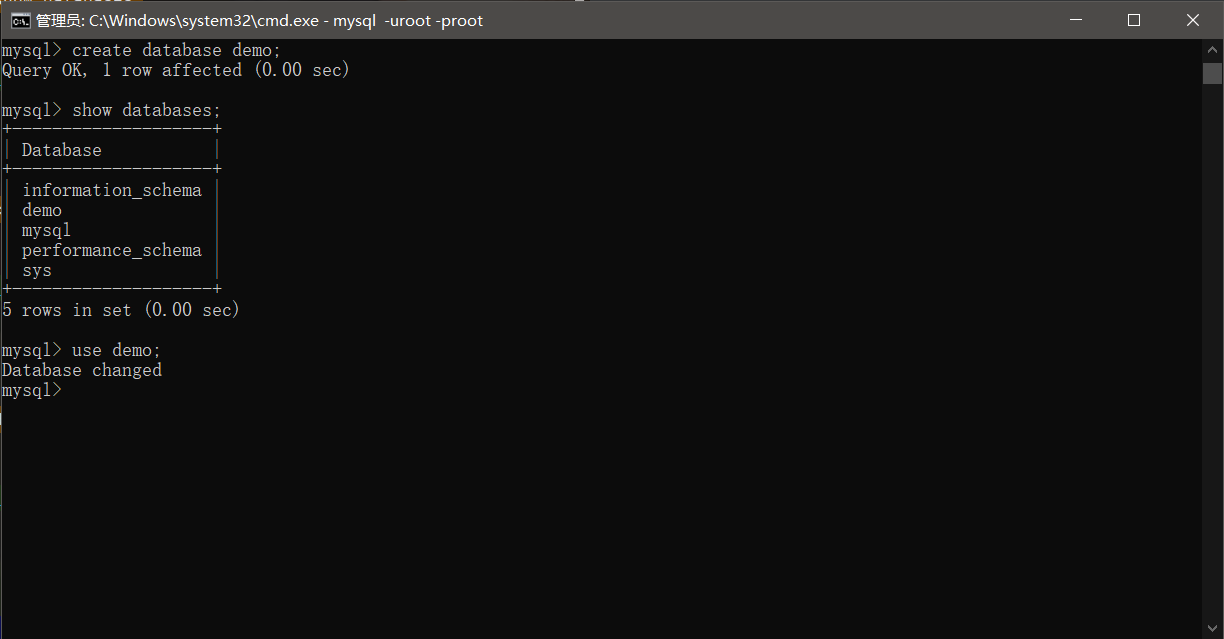 管理员: C:\Windows\system32\cmd.exe - mysql  -uroot -proot
mysql> create database demo;
Query OK, 1 row affected (0.00 sec)
mysql> show databases;
+--------------------+
| Database           |
+--------------------+
| information_schema |
| demo               |
| mysql              |
| performance_schema |
| sys                |
+--------------------+
5 rows in set (0.00 sec)
mysql> use demo;
Database changed
mysql>